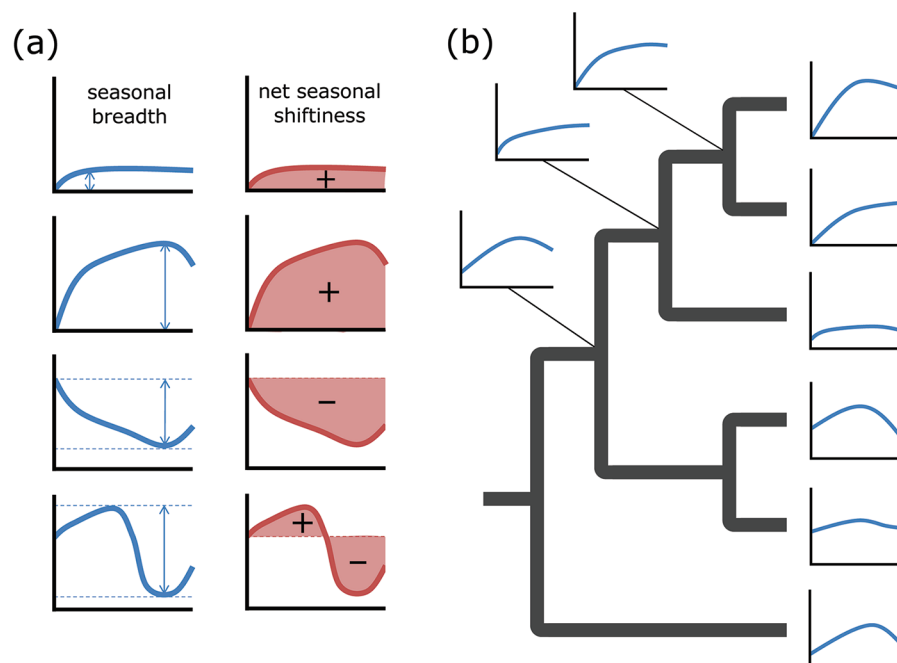 (a)
seasonal
breadth
net seasonal
shiftiness
+
+
−
+
−
(b)